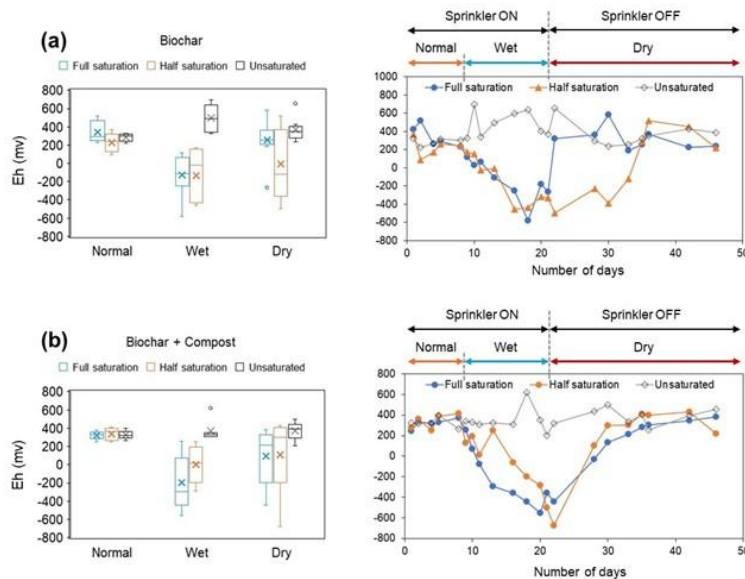 (a)
Biochar
Full saturation Half saturation Unsaturated
Eh (mv)
800
600
400
200
0
-200
-400
-600
-800
Normal Wet Dry
Sprinkler ON Sprinkler OFF
Normal Wet Dry
Full saturation Half saturation Unsaturated
1000
800
600
400
200
0
-200
-400
-600
-800
0 10 20 30 40 50
Number of days
(b)
Biochar + Compost
Full saturation Half saturation Unsaturated
Eh (mv)
800
600
400
200
0
-200
-400
-600
-800
Normal Wet Dry
Sprinkler ON Sprinkler OFF
Normal Wet Dry
Full saturation Half saturation Unsaturated
800
600
400
200
0
-200
-400
-600
-800
0 10 20 30 40 50
Number of days